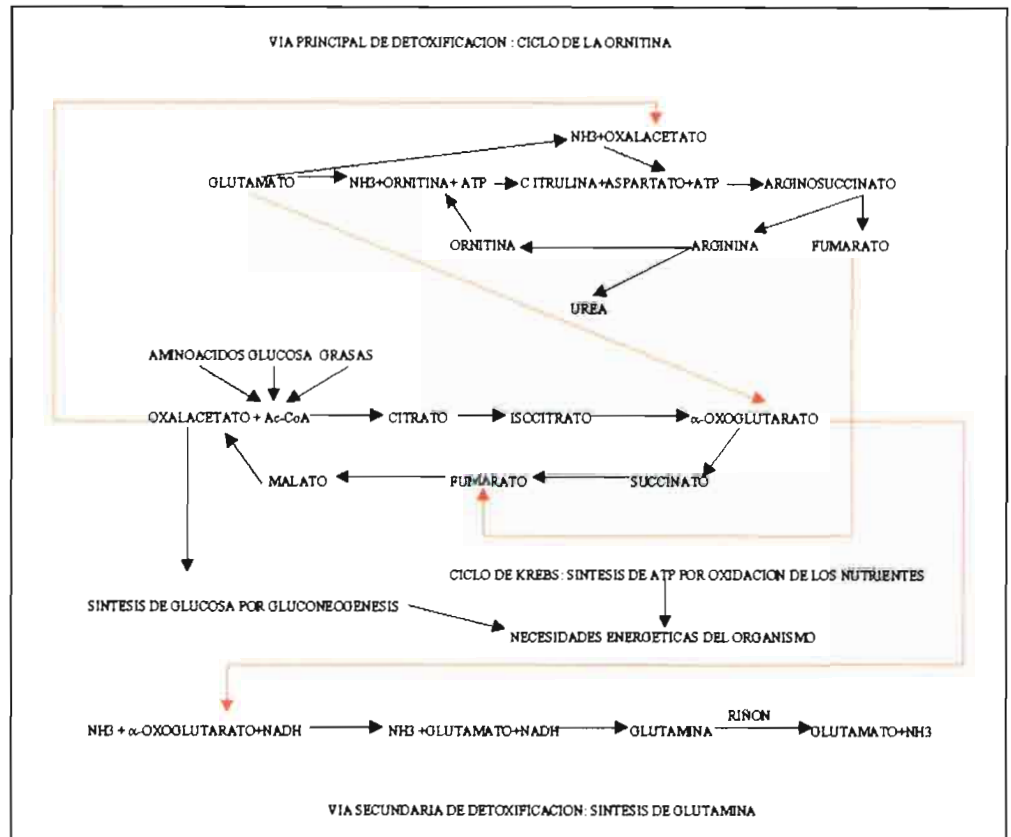 VIA PRINCIPAL DE DETOXIFICACION : CICLO DE LA ORNITINA
NH3+OXALACETATO
GLUTAMATO NH3+ORNITINA+ ATP CITRULINA+ASPARTATO+ATP ARGINOSUCCINATO
ORNITINA ARGININA FUMARATO
UREA
AMINOACIDOS GLUCOSA GRASAS
OXALACETATO + Ac-CoA CITRATO ISOCITRATO α-OXOGLUTARATO
MALATO FUMARATO SUCCINATO
CICLO DE KREBS: SINTESIS DE ATP POR OXIDACION DE LOS NUTRIENTES
SINTESIS DE GLUCOSA POR GLUCONEOGENESIS
NECESIDADES ENERGETICAS DEL ORGANISMO
RIÑON
NH3 + α-OXOGLUTARATO+NADH NH3 +GLUTAMATO+NADH GLUTAMINA GLUTAMATO+NH3
VIA SECUNDARIA DE DETOXIFICACION: SINTESIS DE GLUTAMINA